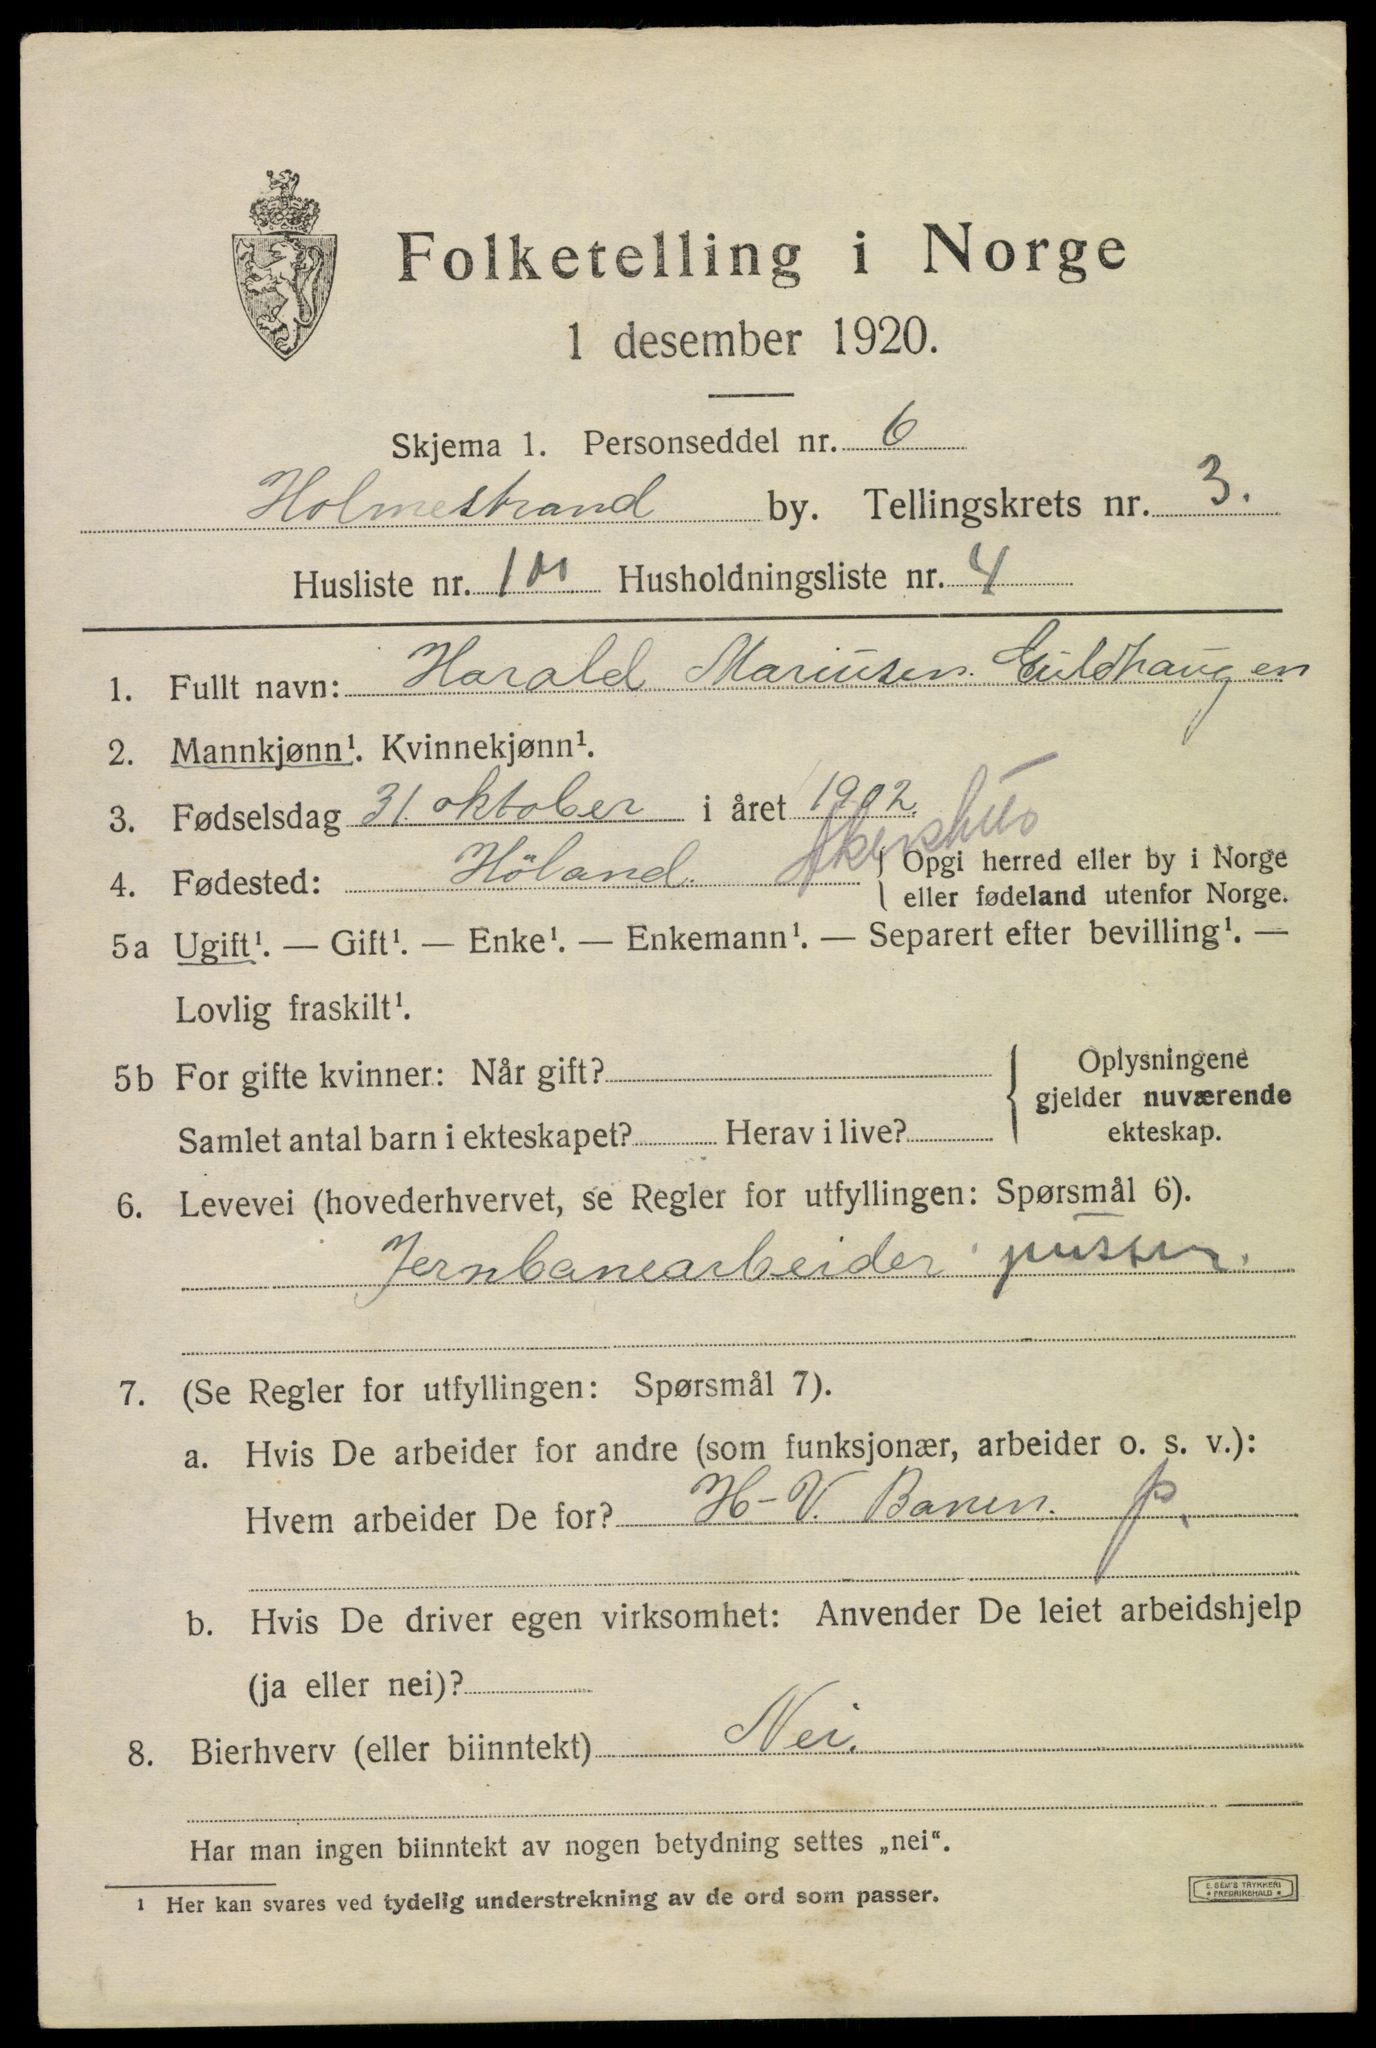 Folketelling i Norge
1 desember 1920.
Skjema 1. Personseddel nr. 6
Holmestrand by. Tellingskrets nr. 3.
Husliste nr. 100 Husholdningsliste nr. 4
1. Fullt navn: Harald Mariusen. Guldhaugen
2. Mannkjønn¹. Kvinnekjønn¹.
3. Fødselsdag 31. oktober i året 1902.
Akershus
4. Fødested: Höland. { Opgi herred eller by i Norge
eller fødeland utenfor Norge.
5a Ugift¹. — Gift¹. — Enke¹. — Enkemann¹. — Separert efter bevilling¹. —
Lovlig fraskilt¹.
5b For gifte kvinner: Når gift? { Oplysningene
gjelder nuværende
Samlet antal barn i ekteskapet? Herav i live? ekteskap.
6. Levevei (hovederhvervet, se Regler for utfyllingen: Spørsmål 6).
Jernbanearbeider pusser.
7. (Se Regler for utfyllingen: Spørsmål 7).
a. Hvis De arbeider for andre (som funksjonær, arbeider o. s. v.):
Hvem arbeider De for? H-V. Banen. p.
b. Hvis De driver egen virksomhet: Anvender De leiet arbeidshjelp
(ja eller nei)?
8. Bierhverv (eller biinntekt) Nei.
Har man ingen biinntekt av nogen betydning settes „nei".
¹ Her kan svares ved tydelig understrekning av de ord som passer.
E. SEM'S TRYKKERI
• FREDRIKSHALD •